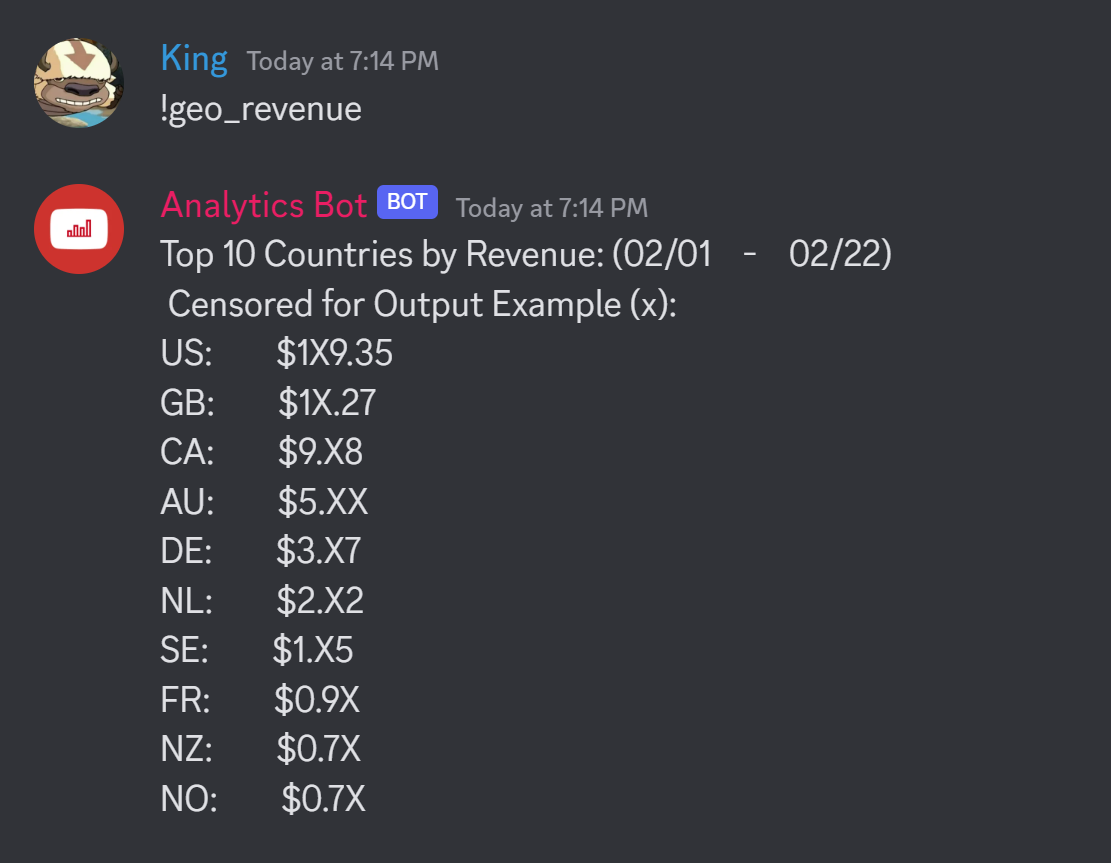 King Today at 7:14 PM
!geo_revenue
Analytics Bot BOT Today at 7:14 PM
Top 10 Countries by Revenue: (02/01 - 02/22)
Censored for Output Example (x):
US: $1X9.35
GB: $1X.27
CA: $9.X8
AU: $5.XX
DE: $3.X7
NL: $2.X2
SE: $1.X5
FR: $0.9X
NZ: $0.7X
NO: $0.7X